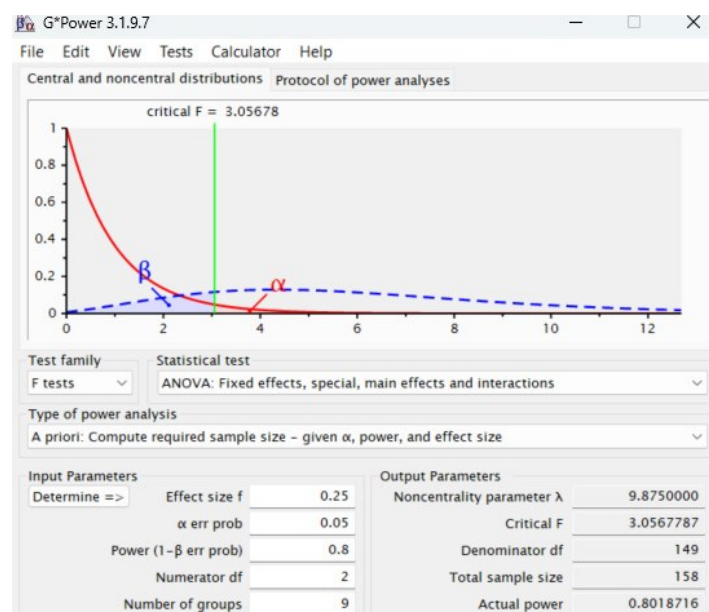 G*Power 3.1.9.7
File Edit View Tests Calculator Help
Central and noncentral distributions Protocol of power analyses
critical F = 3.05678
1
0.8
0.6
0.4
0.2
0
β
α
0 2 4 6 8 10 12
Test family Statistical test
F tests ANOVA: Fixed effects, special, main effects and interactions
Type of power analysis
A priori: Compute required sample size – given α, power, and effect size
Input Parameters Output Parameters
Determine => Effect size f 0.25 Noncentrality parameter λ 9.8750000
α err prob 0.05 Critical F 3.0567787
Power (1-β err prob) 0.8 Denominator df 149
Numerator df 2 Total sample size 158
Number of groups 9 Actual power 0.8018716